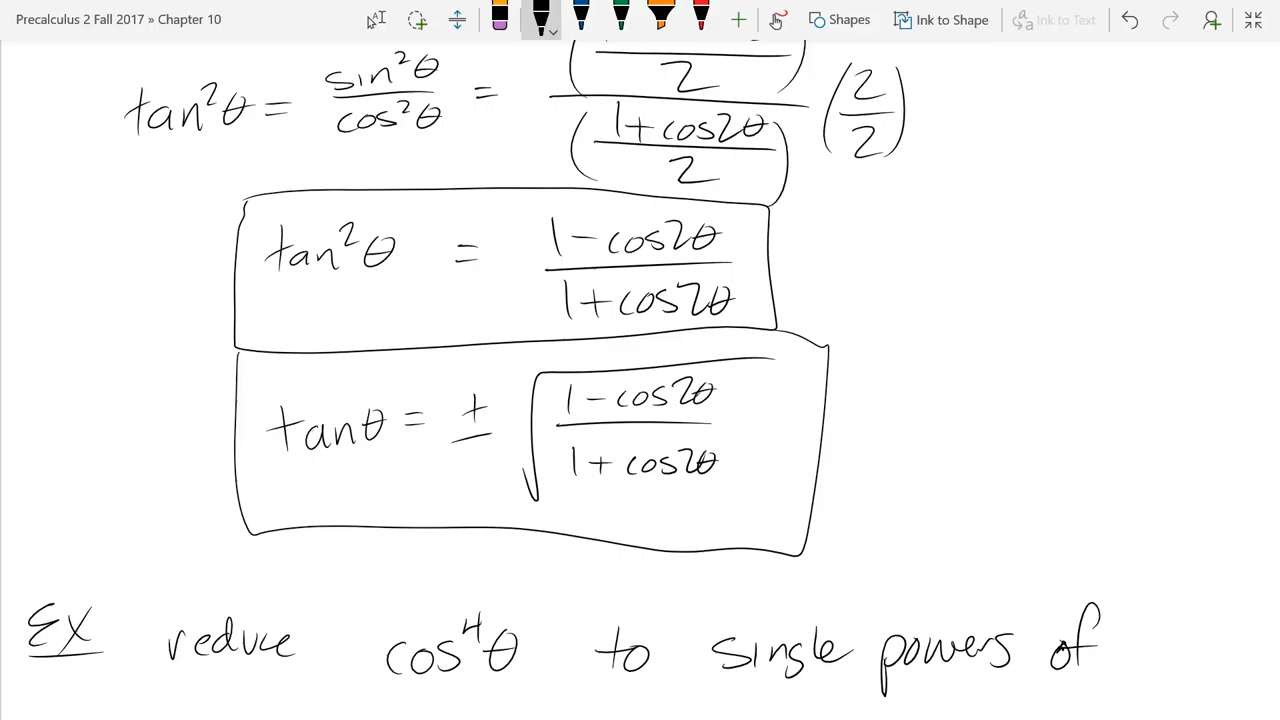 Precalculus 2 Fall 2017 » Chapter 10
Shapes
Ink to Shape
Ink to Text
tan²θ = sin²θ / cos²θ = ( / 2) / ((1+cos2θ) / 2) (2/2)
tan²θ = (1-cos2θ) / (1+cos2θ)
tanθ = ± √((1-cos2θ) / (1+cos2θ))
Ex reduce cos⁴θ to single powers of